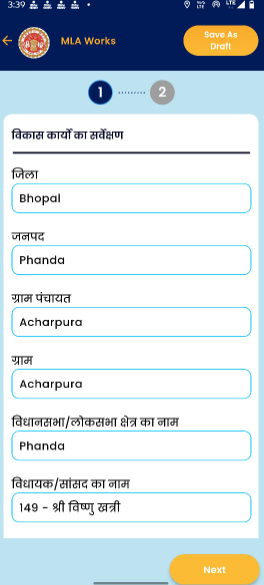 3:39
LTE
MLA Works
Save As
Draft
1
2
विकास कार्यों का सर्वेक्षण
जिला
Bhopal
जनपद
Phanda
ग्राम पंचायत
Acharpura
ग्राम
Acharpura
विधानसभा/लोकसभा क्षेत्र का नाम
Phanda
विधायक/सांसद का नाम
149 - श्री विष्णु खत्री
Next